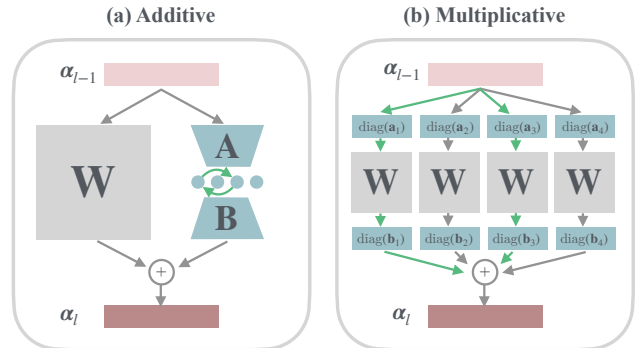 (a) Additive
(b) Multiplicative
α_{l−1}
W
A
B
+
α_l
α_{l−1}
diag(a₁) diag(a₂) diag(a₃) diag(a₄)
W W W W
diag(b₁) diag(b₂) diag(b₃) diag(b₄)
+
α_l